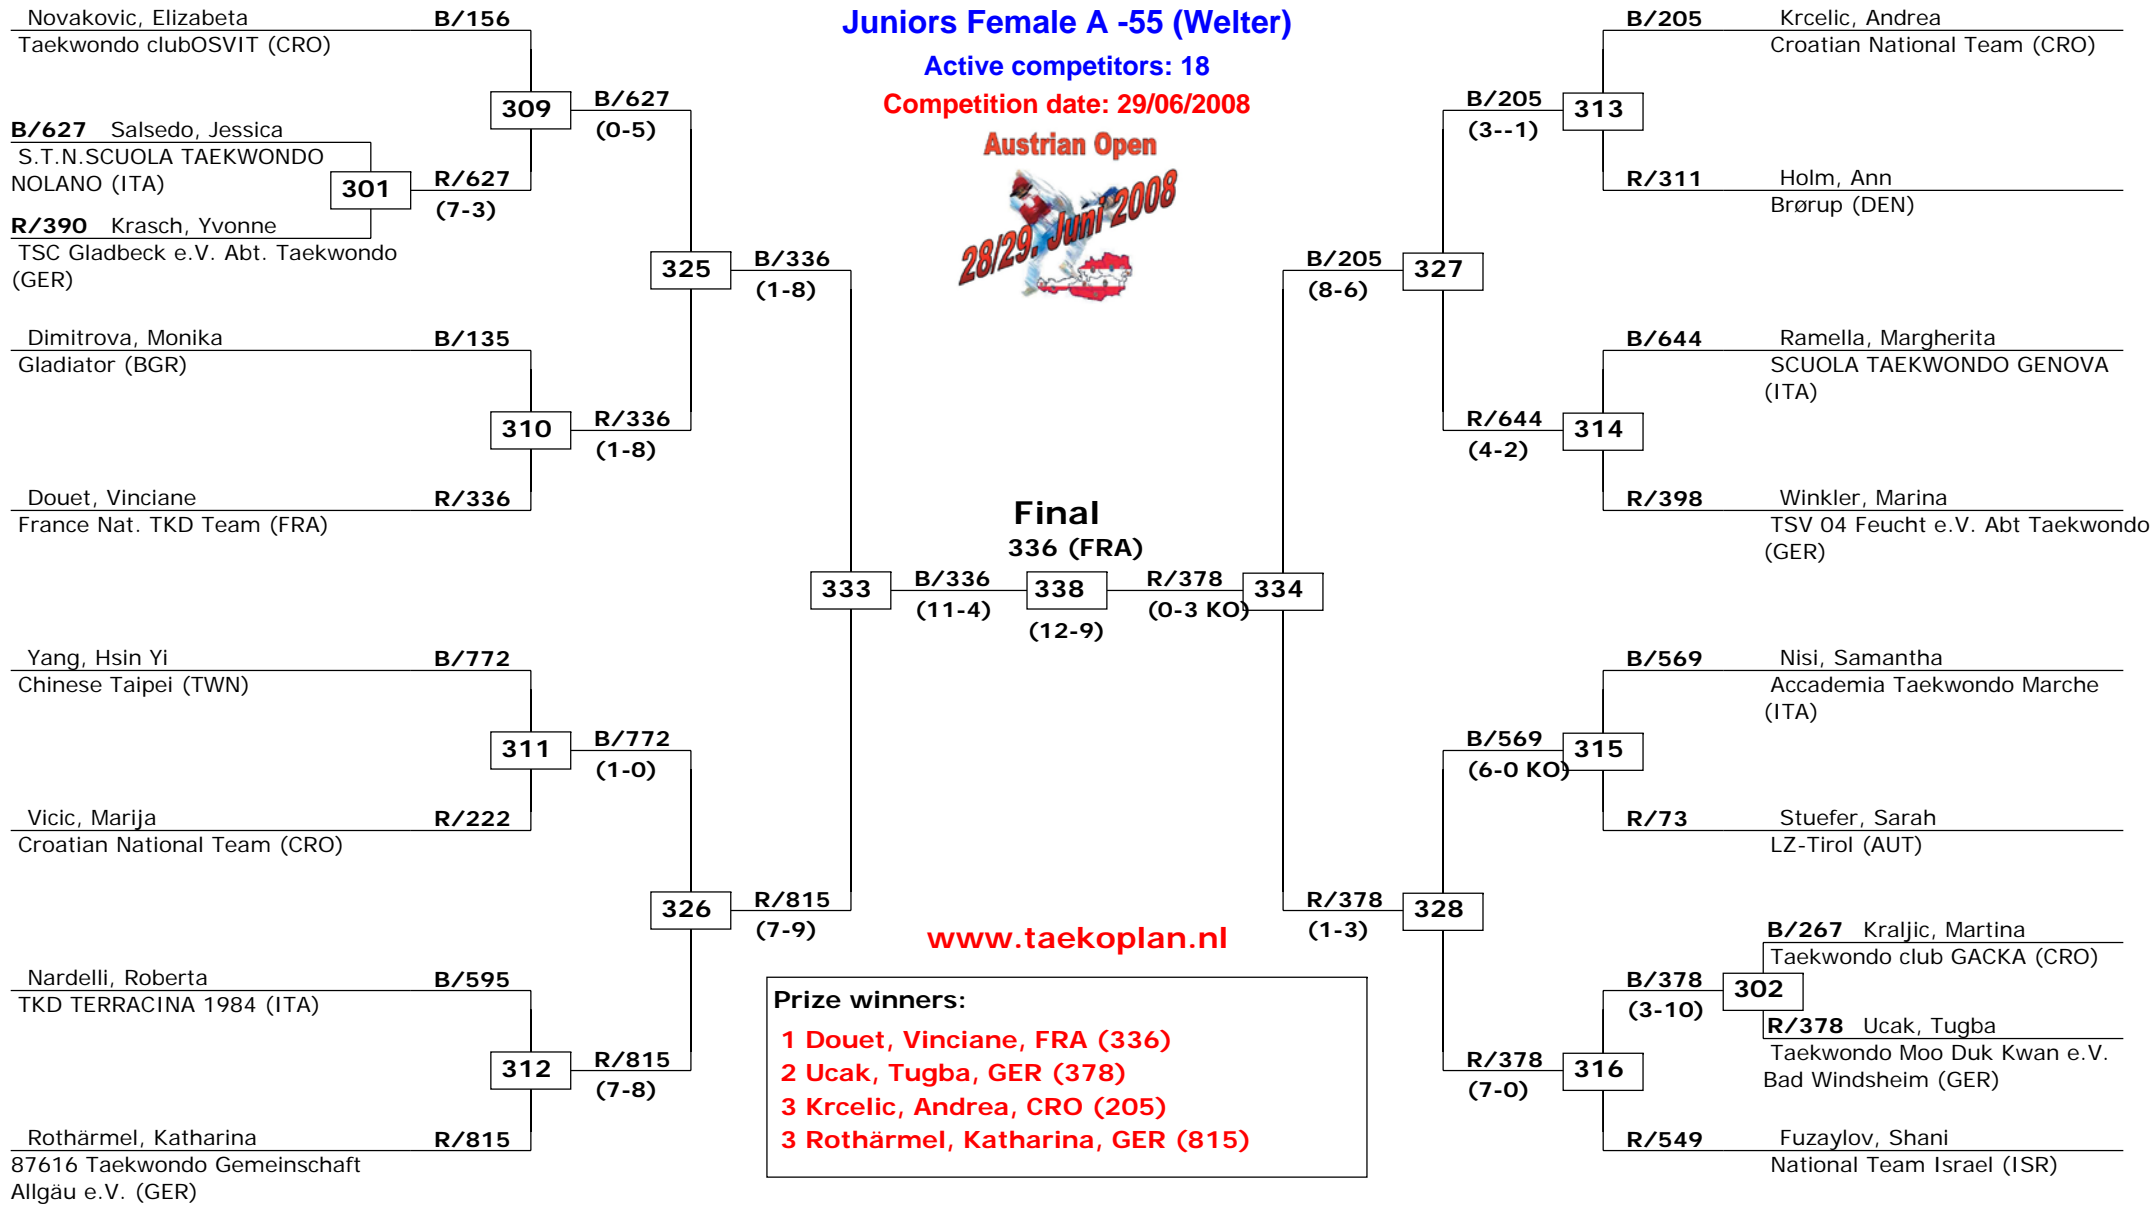 Juniors Female A -55 (Welter)
Active competitors: 18
Competition date: 29/06/2008
Austrian Open
28/29. Juni 2008
Novakovic, Elizabeta B/156
Taekwondo clubOSVIT (CRO)
309 B/627
(0-5)
B/627 Salsedo, Jessica
S.T.N.SCUOLA TAEKWONDO
NOLANO (ITA)
301 R/627
(7-3)
R/390 Krasch, Yvonne
TSC Gladbeck e.V. Abt. Taekwondo
(GER)
325 B/336
(1-8)
Dimitrova, Monika B/135
Gladiator (BGR)
310 R/336
(1-8)
Douet, Vinciane R/336
France Nat. TKD Team (FRA)
333 B/336
(11-4)
Yang, Hsin Yi B/772
Chinese Taipei (TWN)
311 B/772
(1-0)
Vicic, Marija R/222
Croatian National Team (CRO)
326 R/815
(7-9)
Nardelli, Roberta B/595
TKD TERRACINA 1984 (ITA)
312 R/815
(7-8)
Rothärmel, Katharina R/815
87616 Taekwondo Gemeinschaft
Allgäu e.V. (GER)
Final
336 (FRA)
338
(12-9)
B/205 Krcelic, Andrea
Croatian National Team (CRO)
B/205 313
(3--1)
R/311 Holm, Ann
Brørup (DEN)
B/205 327
(8-6)
B/644 Ramella, Margherita
SCUOLA TAEKWONDO GENOVA
(ITA)
R/644 314
(4-2)
R/398 Winkler, Marina
TSV 04 Feucht e.V. Abt Taekwondo
(GER)
R/378 334
(0-3 KO)
B/569 Nisi, Samantha
Accademia Taekwondo Marche
(ITA)
B/569 315
(6-0 KO)
R/73 Stuefer, Sarah
LZ-Tirol (AUT)
R/378 328
(1-3)
B/267 Kraljic, Martina
Taekwondo club GACKA (CRO)
B/378 302
(3-10)
R/378 Ucak, Tugba
Taekwondo Moo Duk Kwan e.V.
Bad Windsheim (GER)
R/378 316
(7-0)
R/549 Fuzaylov, Shani
National Team Israel (ISR)
www.taekoplan.nl
Prize winners:
1 Douet, Vinciane, FRA (336)
2 Ucak, Tugba, GER (378)
3 Krcelic, Andrea, CRO (205)
3 Rothärmel, Katharina, GER (815)